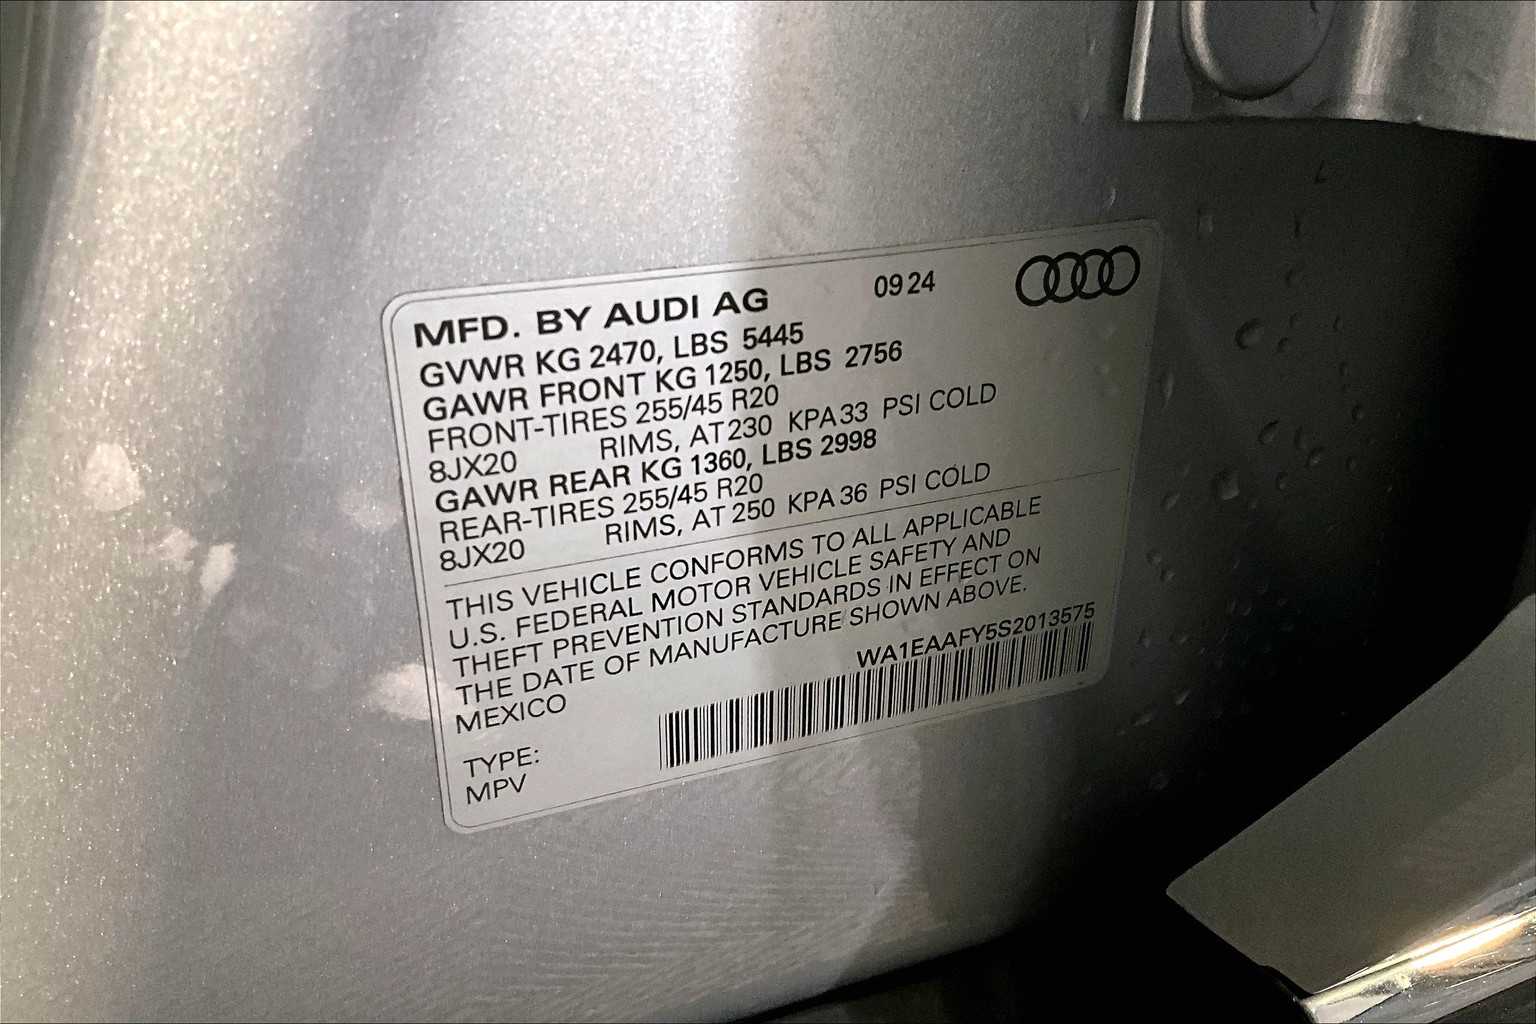 MFD. BY AUDI AG 09 24
GVWR KG 2470, LBS 5445
GAWR FRONT KG 1250, LBS 2756
FRONT-TIRES 255/45 R20
8JX20 RIMS, AT 230 KPA 33 PSI COLD
GAWR REAR KG 1360, LBS 2998
REAR-TIRES 255/45 R20
8JX20 RIMS, AT 250 KPA 36 PSI COLD
THIS VEHICLE CONFORMS TO ALL APPLICABLE
U.S. FEDERAL MOTOR VEHICLE SAFETY AND
THEFT PREVENTION STANDARDS IN EFFECT ON
THE DATE OF MANUFACTURE SHOWN ABOVE.
MEXICO WA1EAAFY5S2013575
TYPE:
MPV